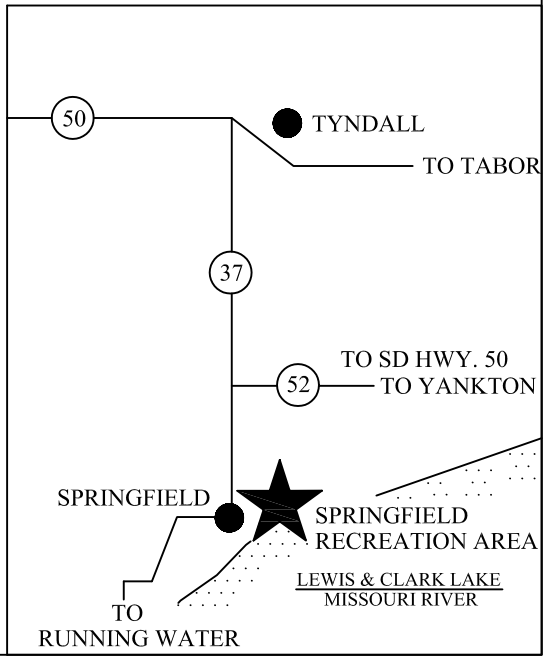 50
TYNDALL
TO TABOR
37
TO SD HWY. 50
52
TO YANKTON
SPRINGFIELD
SPRINGFIELD
RECREATION AREA
LEWIS & CLARK LAKE
MISSOURI RIVER
TO
RUNNING WATER